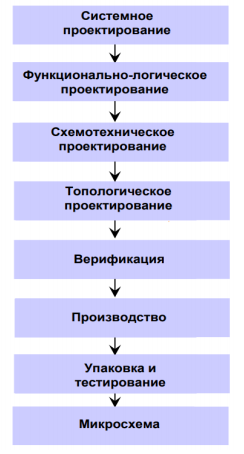 Системное
проектирование
Функционально-логическое
проектирование
Схемотехническое
проектирование
Топологическое
проектирование
Верификация
Производство
Упаковка и
тестирование
Микросхема